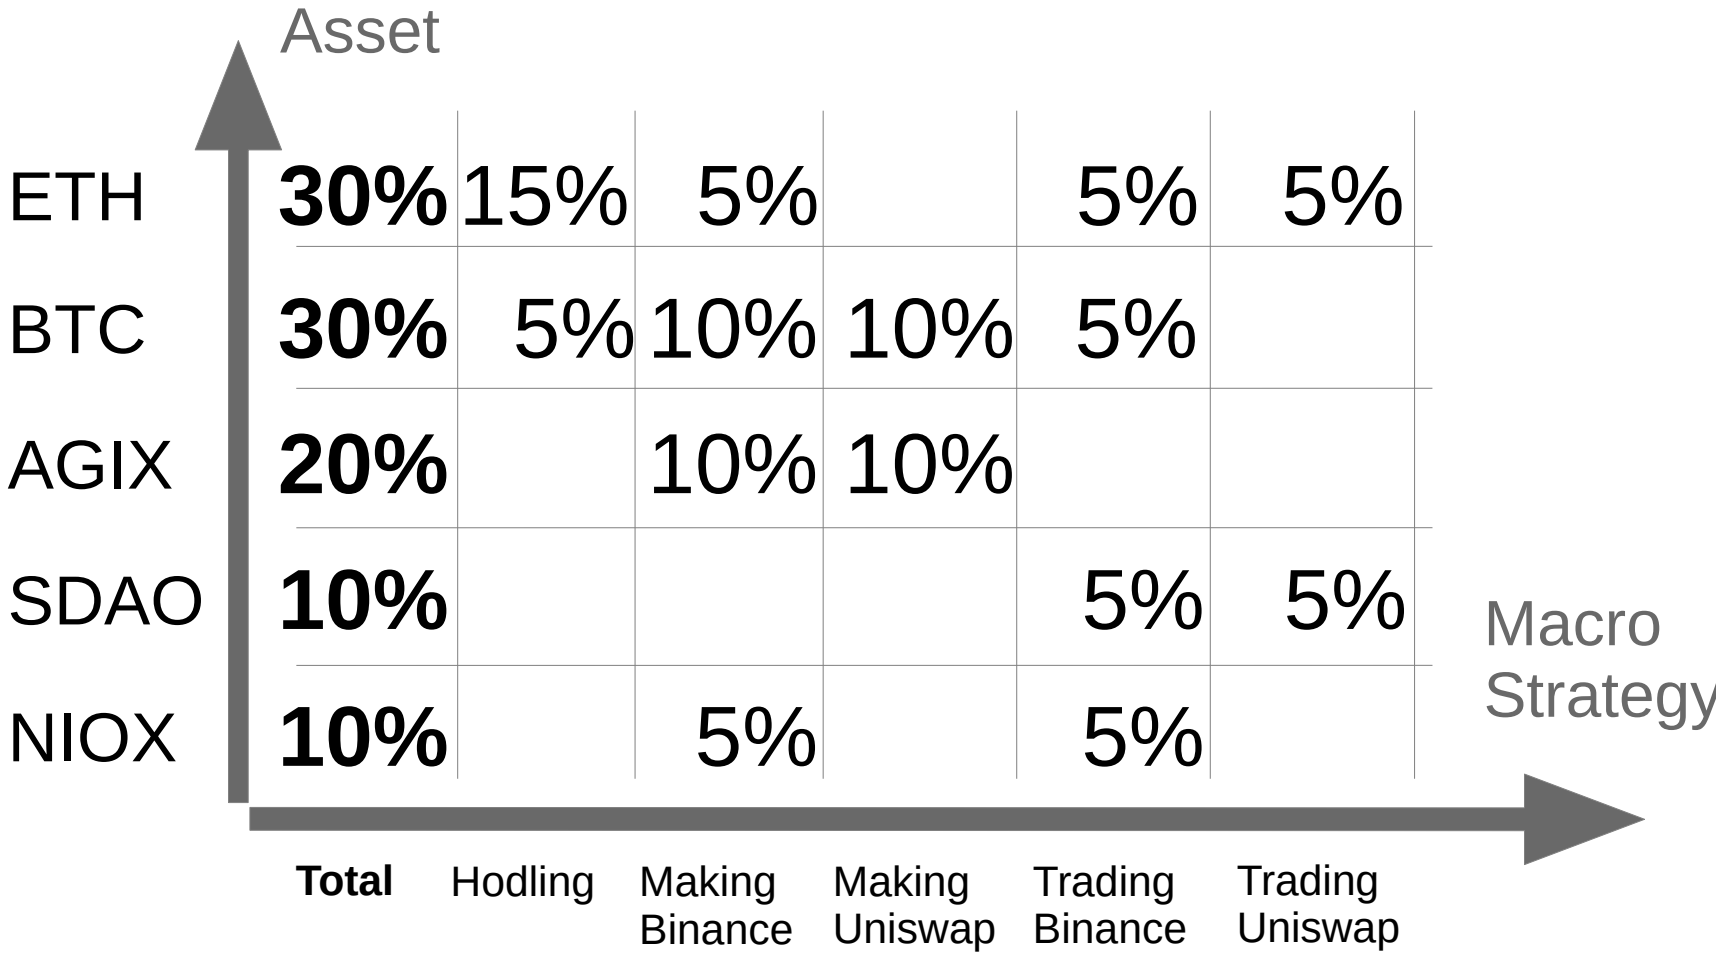 Asset
ETH 30% 15% 5% 5% 5%
BTC 30% 5% 10% 10% 5%
AGIX 20% 10% 10%
SDAO 10% 5% 5%
Macro
Strategy
NIOX 10% 5% 5%
Total Hodling Making Making Trading Trading
Binance Uniswap Binance Uniswap